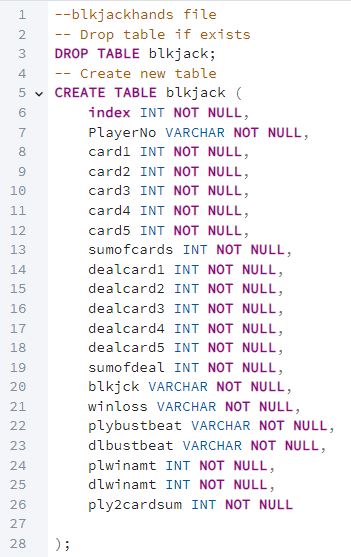 1 --blkjackhands file
2 -- Drop table if exists
3 DROP TABLE blkjack;
4 -- Create new table
5 CREATE TABLE blkjack (
6 index INT NOT NULL,
7 PlayerNo VARCHAR NOT NULL,
8 card1 INT NOT NULL,
9 card2 INT NOT NULL,
10 card3 INT NOT NULL,
11 card4 INT NOT NULL,
12 card5 INT NOT NULL,
13 sumofcards INT NOT NULL,
14 dealcard1 INT NOT NULL,
15 dealcard2 INT NOT NULL,
16 dealcard3 INT NOT NULL,
17 dealcard4 INT NOT NULL,
18 dealcard5 INT NOT NULL,
19 sumofdeal INT NOT NULL,
20 blkjck VARCHAR NOT NULL,
21 winloss VARCHAR NOT NULL,
22 plybustbeat VARCHAR NOT NULL,
23 dlbustbeat VARCHAR NOT NULL,
24 plwinamt INT NOT NULL,
25 dlwinamt INT NOT NULL,
26 ply2cardsum INT NOT NULL
27
28 );